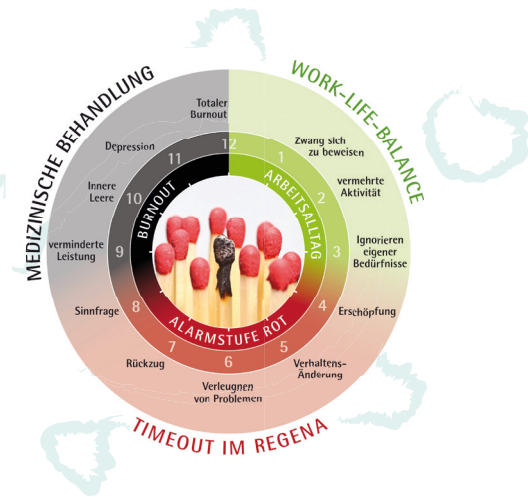 MEDIZINISCHE BEHANDLUNG
WORK-LIFE-BALANCE
TIMEOUT IM REGENA
BURNOUT
ARBEITSALLTAG
ALARMSTUFE ROT
1
Zwang sich
zu beweisen
2
vermehrte
Aktivität
3
Ignorieren
eigener
Bedürfnisse
4
Erschöpfung
5
Verhaltens-
Änderung
6
Verleugnen
von Problemen
7
Rückzug
8
Sinnfrage
9
verminderte
Leistung
10
Innere
Leere
11
Depression
12
Totaler
Burnout